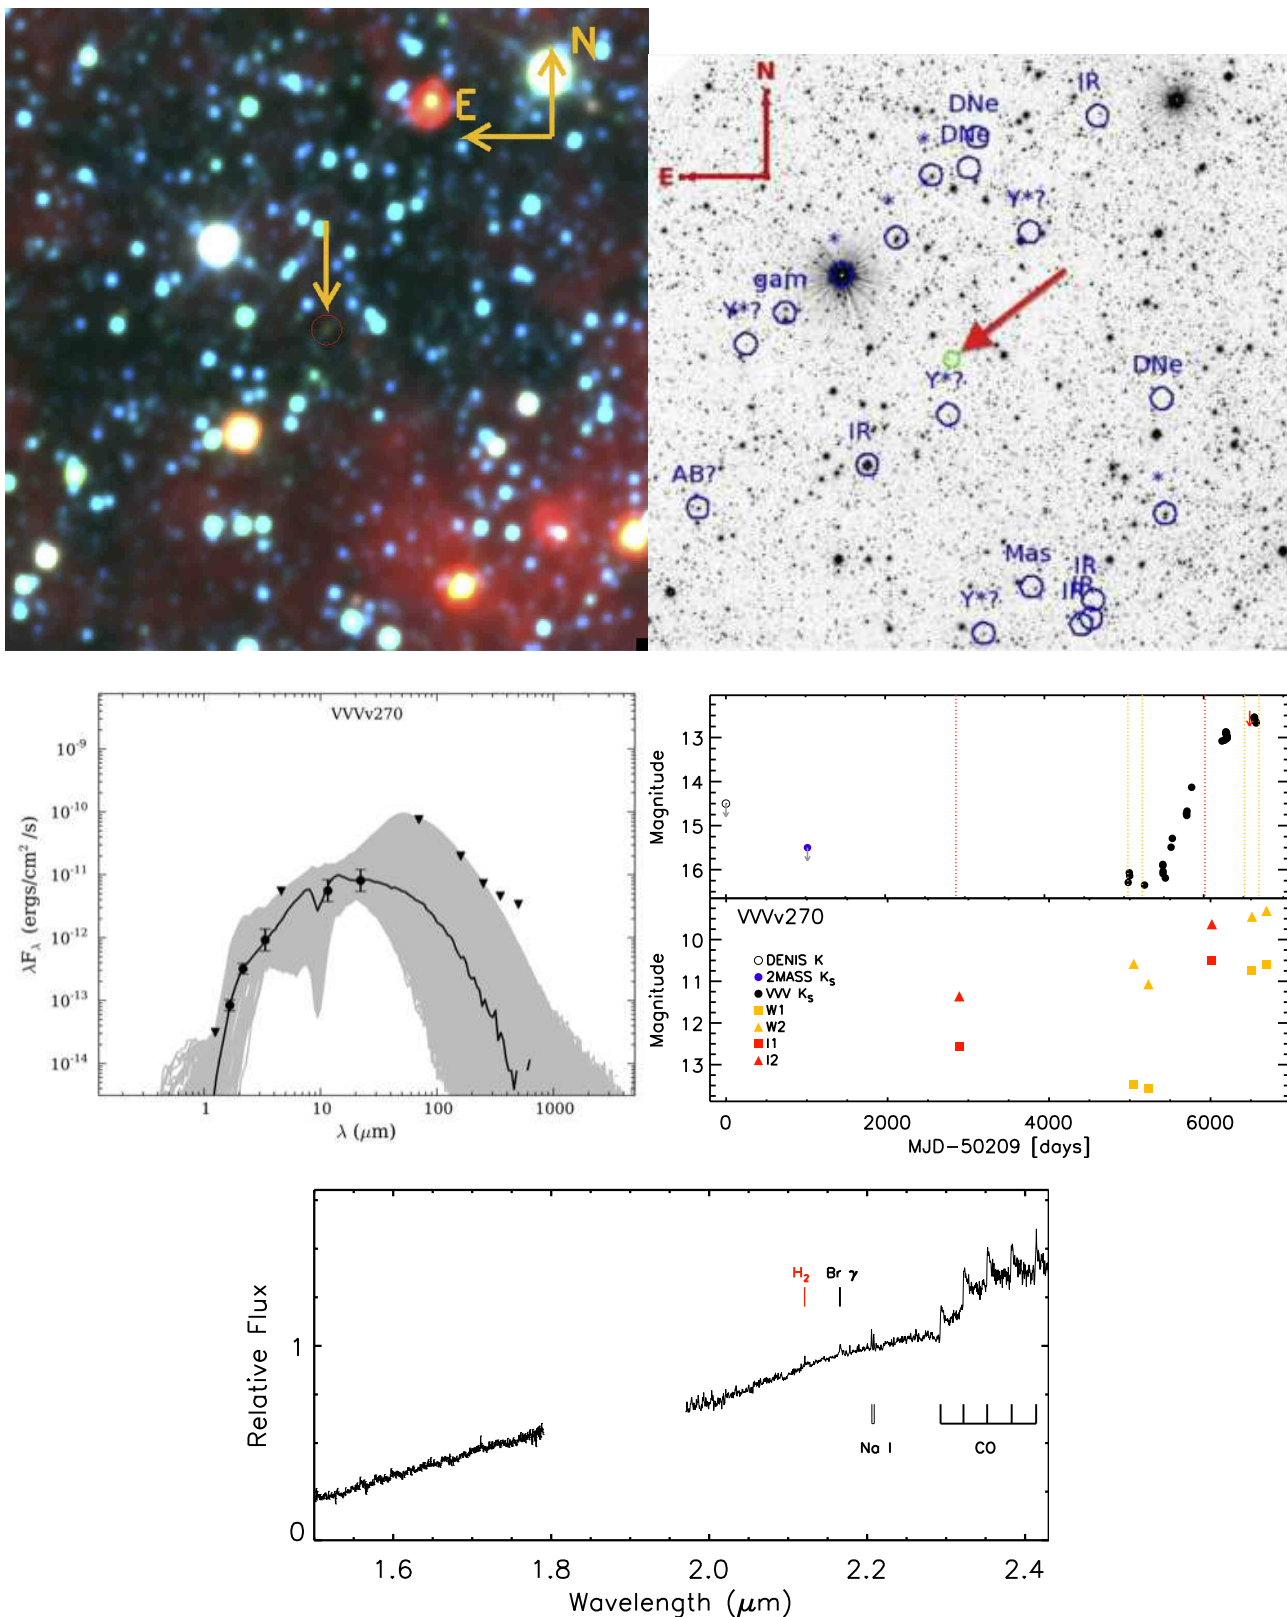 N
E
N
E
IR
DNe
DNe
*
Y*?
*
*
gam
Y*?
Y*?
DNe
IR
AB?
*
Mas
IR
IR
IR
Y*?
VVVv270
10⁻⁹
10⁻¹⁰
10⁻¹¹
10⁻¹²
10⁻¹³
10⁻¹⁴
λFλ (ergs/cm²/s)
1 10 100 1000
λ (μm)
13
14
15
16
Magnitude
VVVv270
DENIS K
2MASS Ks
VVV Ks
W1
W2
I1
I2
10
11
12
13
Magnitude
0 2000 4000 6000
MJD-50209 [days]
H₂ Br γ
Na I CO
1
0
Relative Flux
1.6 1.8 2.0 2.2 2.4
Wavelength (μm)